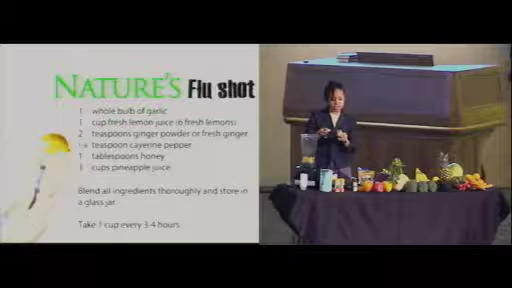 NATURE'S Flu shot
1 whole bulb of garlic
1 cup fresh lemon juice (6 fresh lemons)
2 teaspoons ginger powder or fresh ginger
teaspoon cayenne pepper
1 tablespoons honey
3 cups pineapple juice
Blend all ingredients thoroughly and store in
a glass jar.
Take 1 cup every 3-4 hours